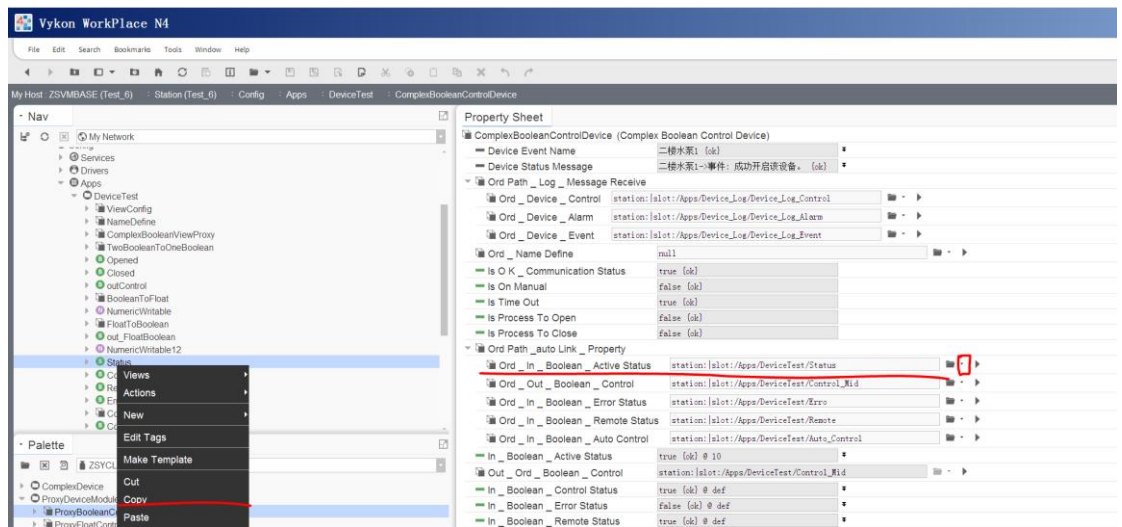 Vykon WorkPlace N4
File Edit Search Bookmarks Tools Window Help
My Host : ZSVMBASE (Test_6) : Station (Test_6) : Config : Apps : DeviceTest : ComplexBooleanControlDevice
Nav
My Network
Services
Drivers
Apps
DeviceTest
ViewConfig
NameDefine
ComplexBooleanViewProxy
TwoBooleanToOneBoolean
Opened
Closed
outControl
BooleanToFloat
NumericWritable
FloatToBoolean
out_FloatBoolean
NumericWritable12
Status
Views
Actions
New
Edit Tags
Make Template
Cut
Copy
Paste
Palette
ComplexDevice
ProxyDeviceModule
Property Sheet
ComplexBooleanControlDevice (Complex Boolean Control Device)
Device Event Name 二楼水泵1 {ok}
Device Status Message 二楼水泵1->事件: 成功开启该设备。 {ok}
Ord Path _ Log _ Message Receive
Ord _ Device _ Control station:|slot:/Apps/Device_Log/Device_Log_Control
Ord _ Device _ Alarm station:|slot:/Apps/Device_Log/Device_Log_Alarm
Ord _ Device _ Event station:|slot:/Apps/Device_Log/Device_Log_Event
Ord _ Name Define null
Is O K _ Communication Status true {ok}
Is On Manual false {ok}
Is Time Out true {ok}
Is Process To Open false {ok}
Is Process To Close false {ok}
Ord Path _auto Link _ Property
Ord _ In _ Boolean _ Active Status station:|slot:/Apps/DeviceTest/Status
Ord _ Out _ Boolean _ Control station:|slot:/Apps/DeviceTest/Control_Mid
Ord _ In _ Boolean _ Error Status station:|slot:/Apps/DeviceTest/Erro
Ord _ In _ Boolean _ Remote Status station:|slot:/Apps/DeviceTest/Remote
Ord _ In _ Boolean _ Auto Control station:|slot:/Apps/DeviceTest/Auto_Control
In _ Boolean _ Active Status true {ok} @ 10
Out _ Ord _ Boolean _ Control station:|slot:/Apps/DeviceTest/Control_Mid
In _ Boolean _ Control Status true {ok} @ def
In _ Boolean _ Error Status false {ok} @ def
In _ Boolean _ Remote Status true {ok} @ def